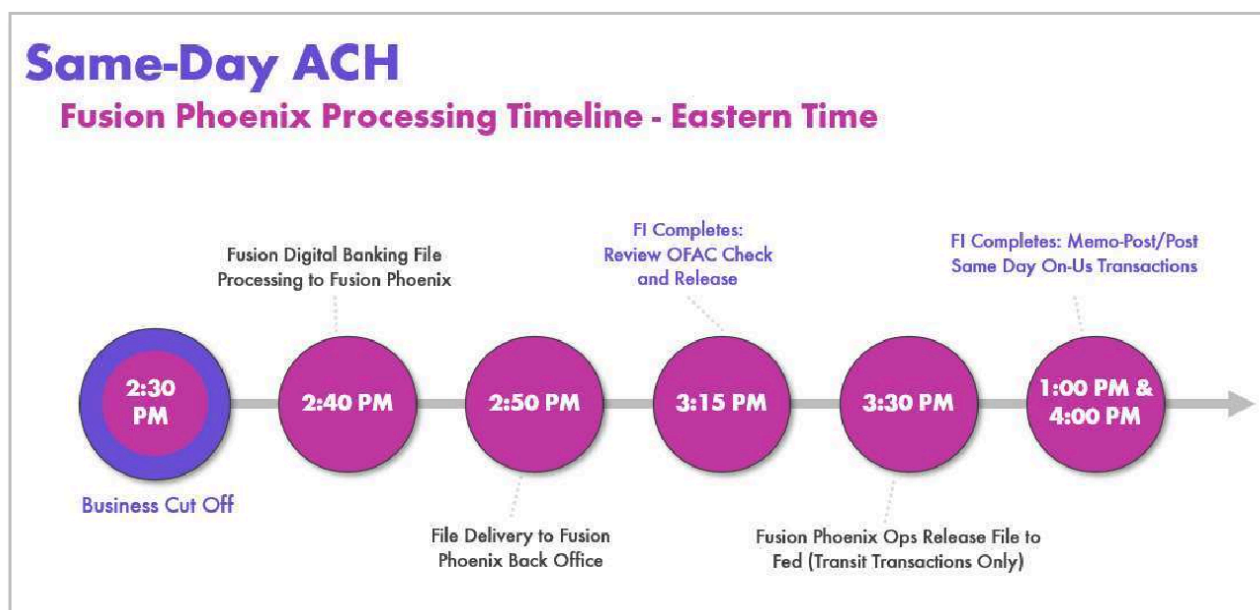 Same-Day ACH
Fusion Phoenix Processing Timeline - Eastern Time
2:30
PM
Business Cut Off
Fusion Digital Banking File
Processing to Fusion Phoenix
2:40 PM
2:50 PM
File Delivery to Fusion
Phoenix Back Office
FI Completes:
Review OFAC Check
and Release
3:15 PM
3:30 PM
Fusion Phoenix Ops Release File to
Fed (Transit Transactions Only)
FI Completes: Memo-Post/Post
Same Day On-Us Transactions
1:00 PM &
4:00 PM